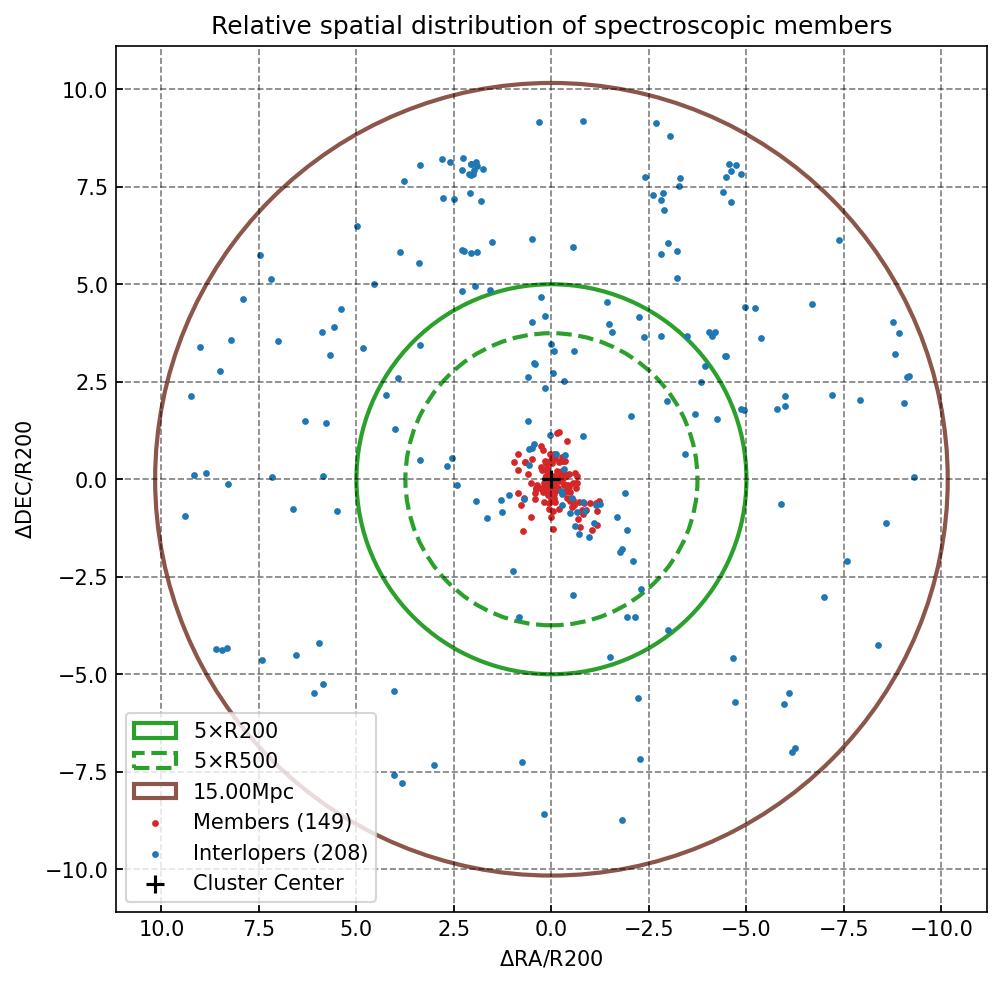 Relative spatial distribution of spectroscopic members
10.0
7.5
5.0
2.5
0.0
−2.5
−5.0
−7.5
−10.0
ΔDEC/R200
5×R200
5×R500
15.00Mpc
Members (149)
Interlopers (208)
Cluster Center
10.0 7.5 5.0 2.5 0.0 −2.5 −5.0 −7.5 −10.0
ΔRA/R200